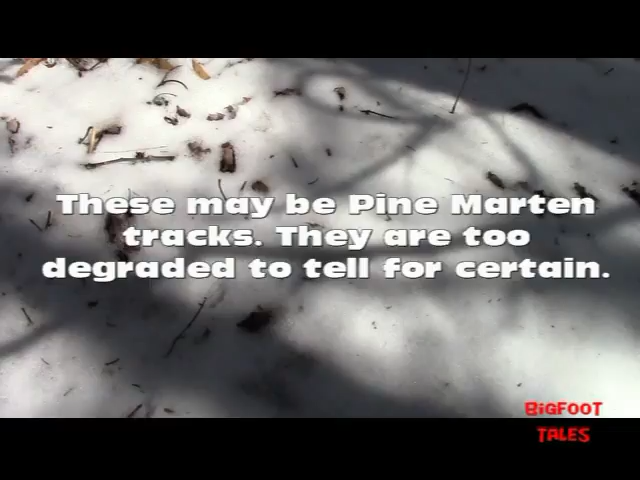 These may be Pine Marten
tracks. They are too
degraded to tell for certain.
BiGFOOT
TALES